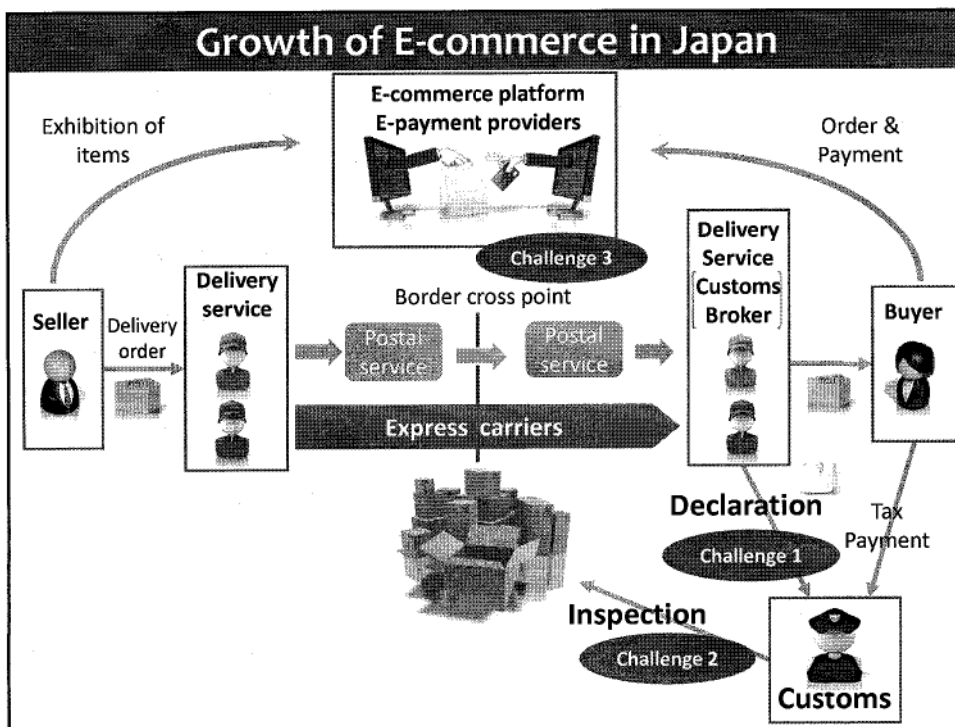 Growth of E-commerce in Japan
E-commerce platform
E-payment providers
Exhibition of
items
Order &
Payment
Challenge 3
Delivery
Service
Customs
Broker
Delivery
service
Border cross point
Seller
Delivery
order
Postal
service
Postal
service
Buyer
Express carriers
Declaration
Challenge 1
Tax
Payment
Inspection
Challenge 2
Customs